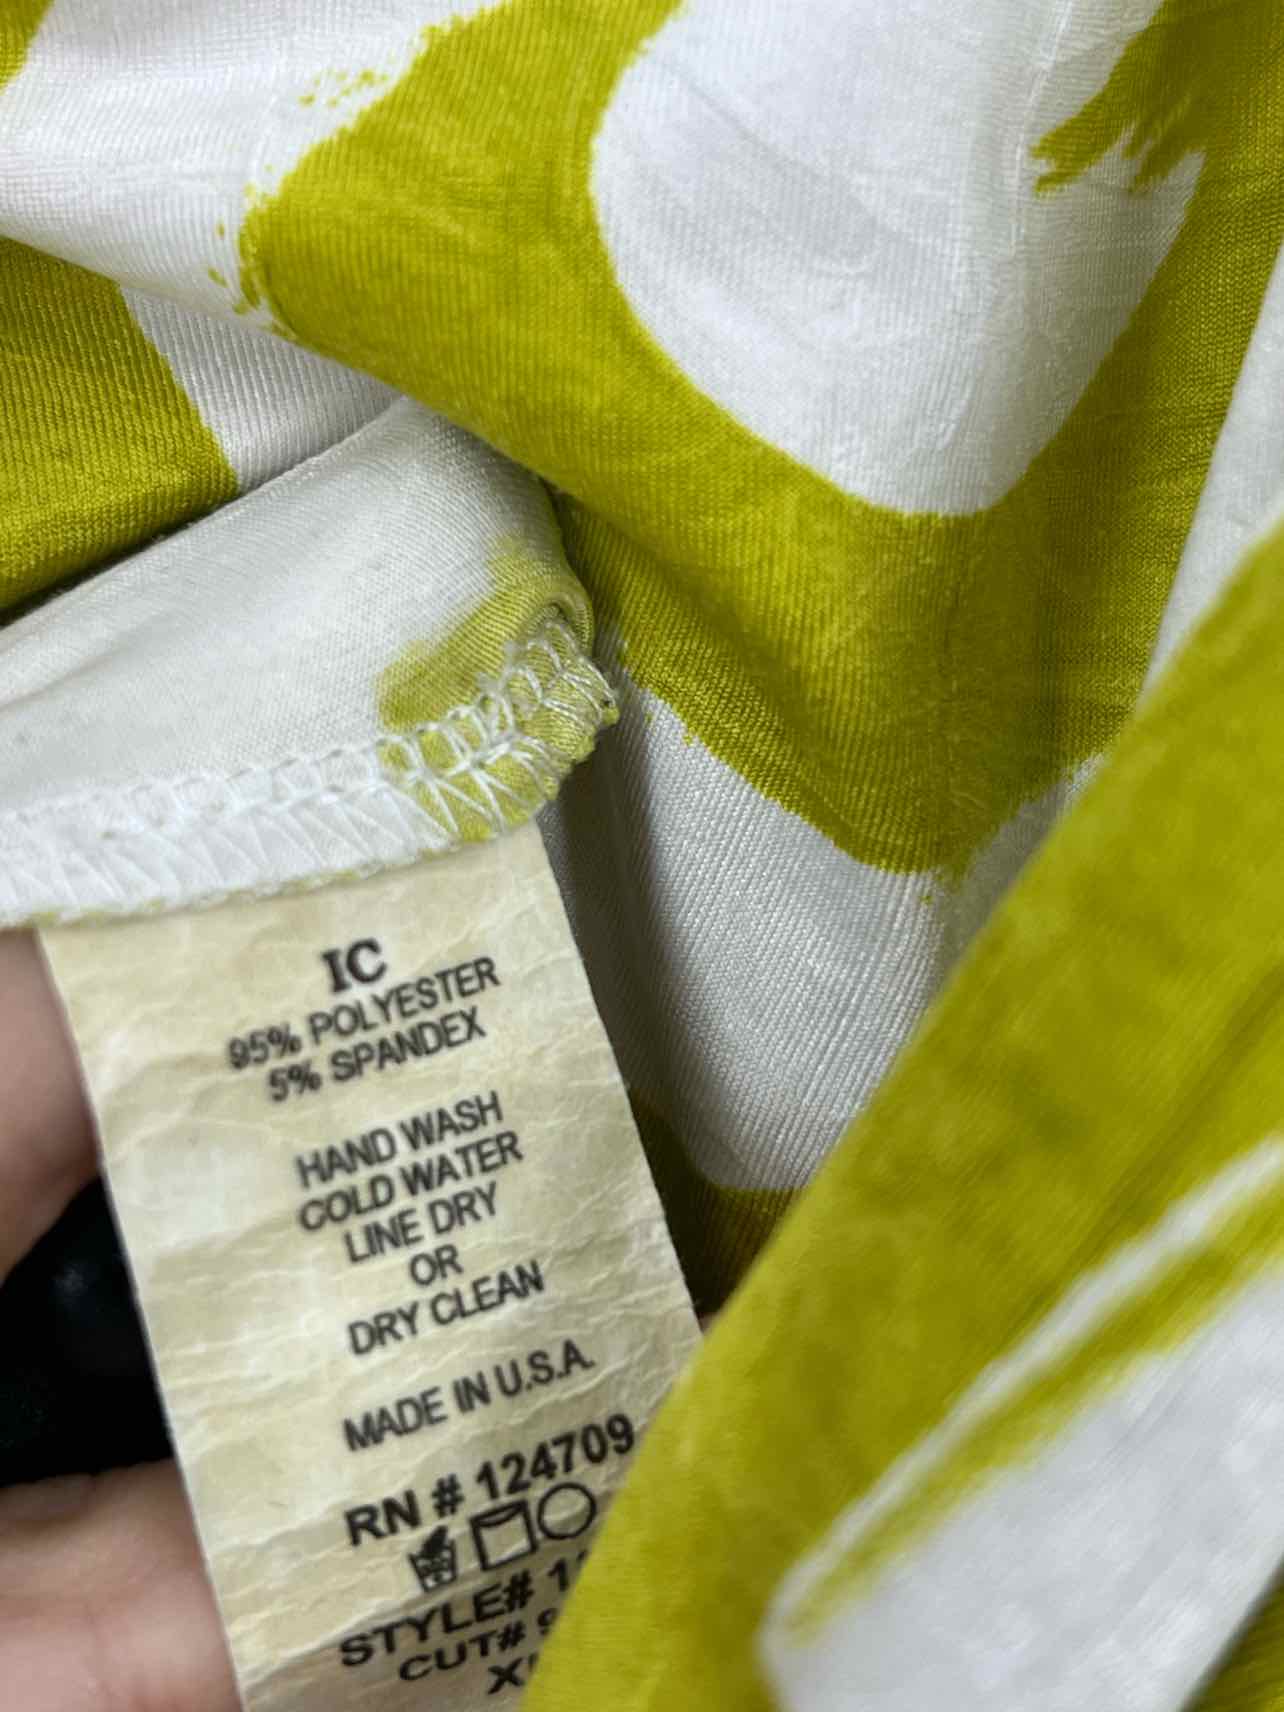 IC
95% POLYESTER
5% SPANDEX
HAND WASH
COLD WATER
LINE DRY
OR
DRY CLEAN
MADE IN U.S.A.
RN # 124709
STYLE#
CUT#